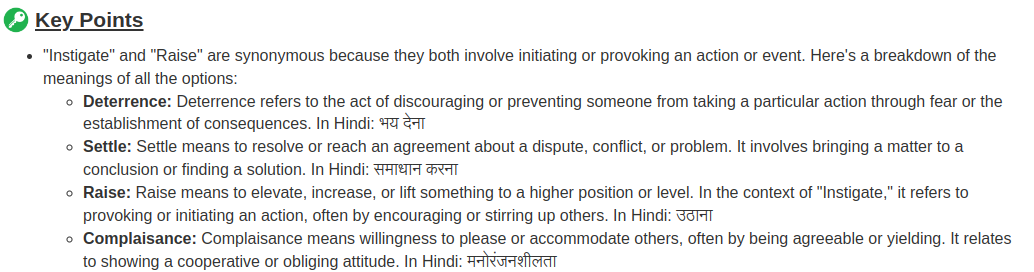 Key Points
"Instigate" and "Raise" are synonymous because they both involve initiating or provoking an action or event. Here's a breakdown of the
meanings of all the options:
Deterrence: Deterrence refers to the act of discouraging or preventing someone from taking a particular action through fear or the
establishment of consequences. In Hindi: भय देना
Settle: Settle means to resolve or reach an agreement about a dispute, conflict, or problem. It involves bringing a matter to a
conclusion or finding a solution. In Hindi: समाधान करना
Raise: Raise means to elevate, increase, or lift something to a higher position or level. In the context of "Instigate," it refers to
provoking or initiating an action, often by encouraging or stirring up others. In Hindi: उठाना
Complaisance: Complaisance means willingness to please or accommodate others, often by being agreeable or yielding. It relates
to showing a cooperative or obliging attitude. In Hindi: मनोरंजनशीलता